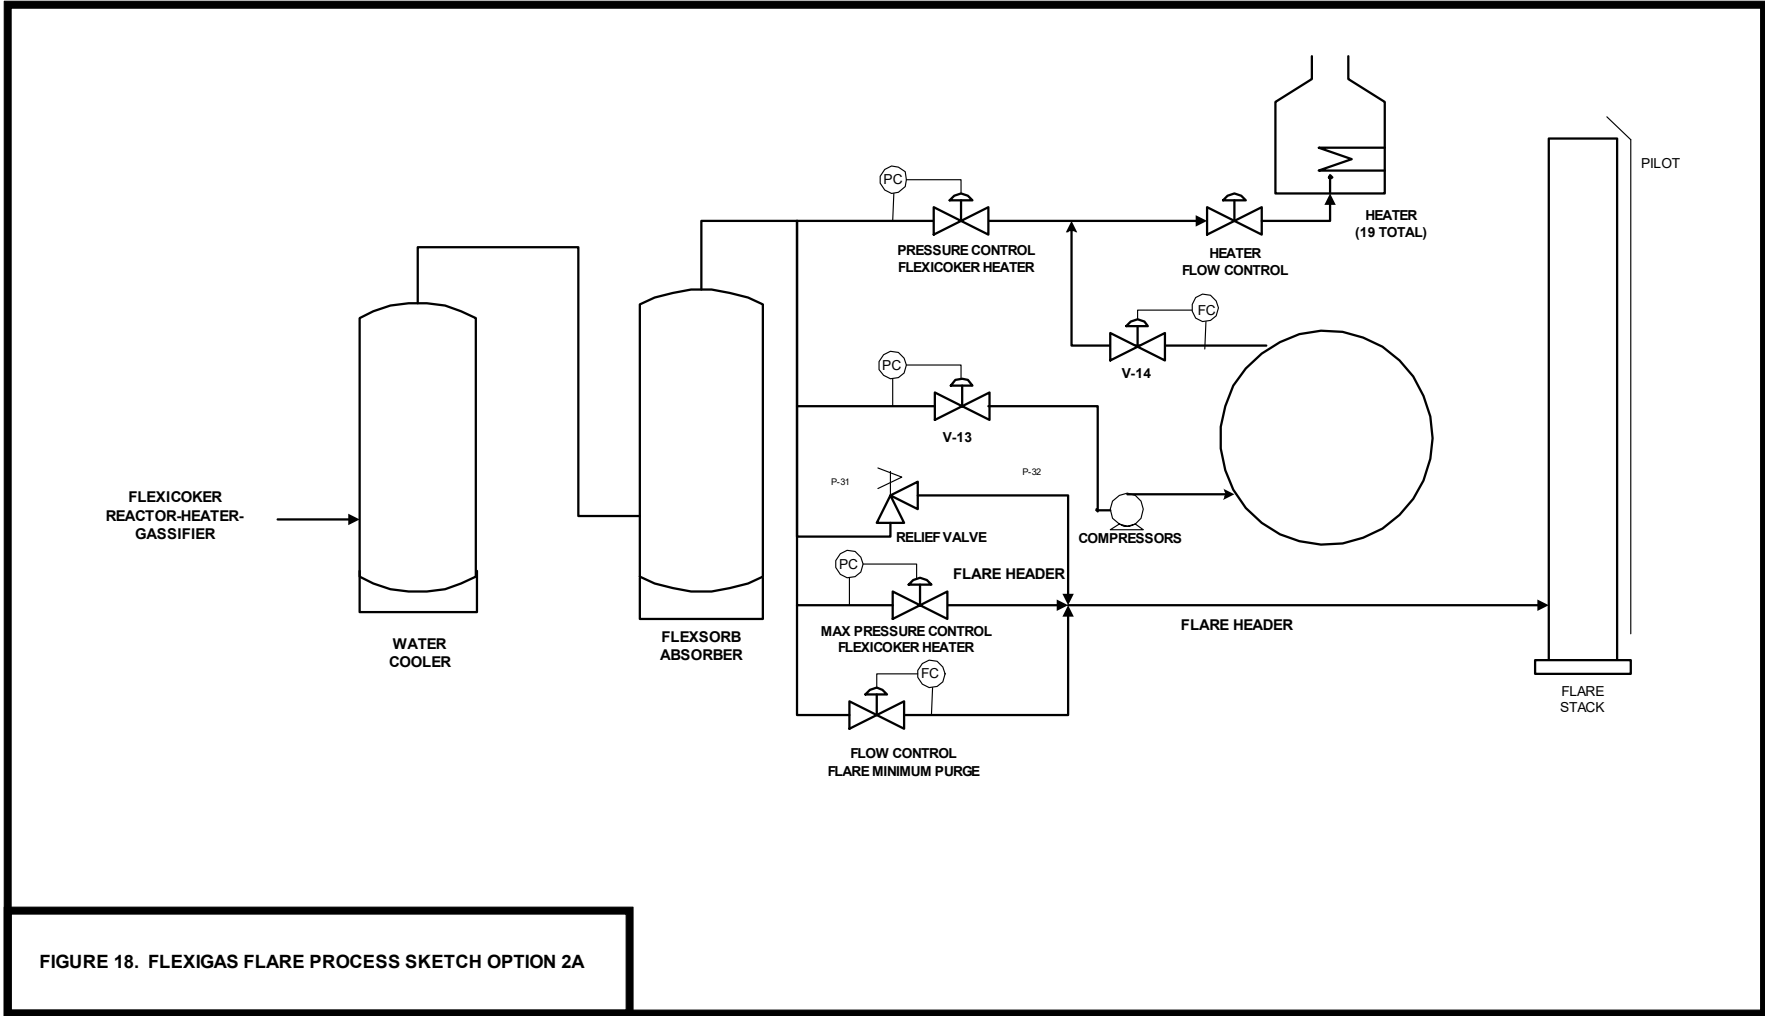 PILOT
HEATER
(19 TOTAL)
PC
PRESSURE CONTROL
FLEXICOKER HEATER
HEATER
FLOW CONTROL
FC
V-14
PC
V-13
P-31
P-32
RELIEF VALVE
COMPRESSORS
FLEXICOKER
REACTOR-HEATER-
GASSIFIER
PC
FLARE HEADER
MAX PRESSURE CONTROL
FLEXICOKER HEATER
FLARE HEADER
WATER
COOLER
FLEXSORB
ABSORBER
FC
FLARE
STACK
FLOW CONTROL
FLARE MINIMUM PURGE
FIGURE 18. FLEXIGAS FLARE PROCESS SKETCH OPTION 2A